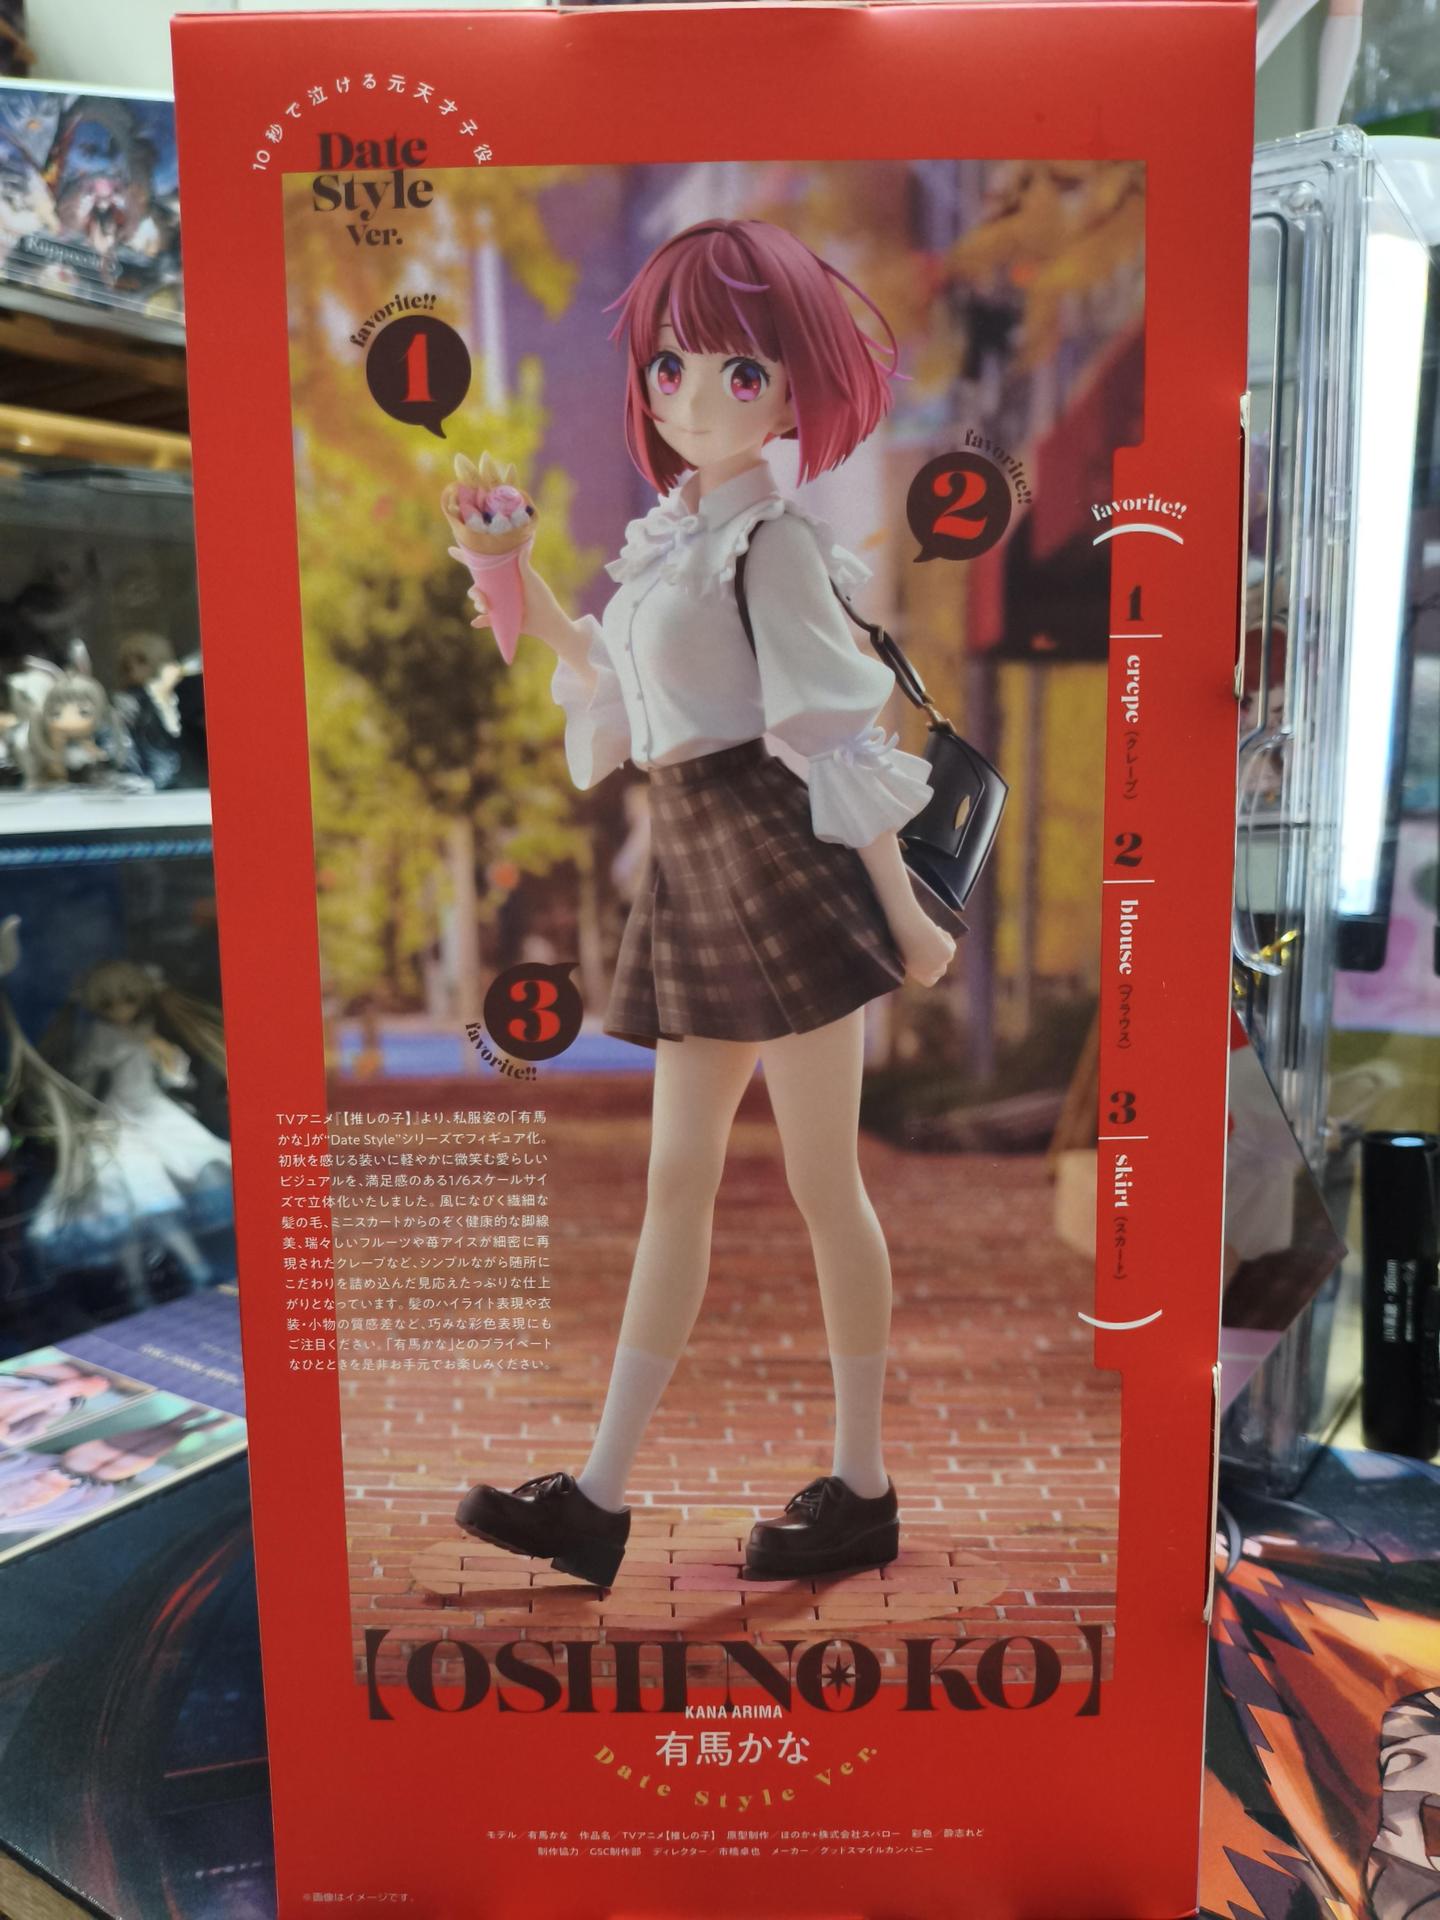 10秒で泣ける元天才子役
Date
Style
Ver.
favorite!!
1
favorite!!
2
favorite!!
3
favorite!!
1
crepe（クレープ）
2
blouse（ブラウス）
3
skirt（スカート）
TVアニメ『【推しの子】』より、私服姿の「有馬
かな」が"Date Style"シリーズでフィギュア化。
初秋を感じる装いに軽やかに微笑む愛らしい
ビジュアルを、満足感のある1/6スケールサイ
ズで立体化いたしました。風になびく繊細な
髪の毛、ミニスカートからのぞく健康的な脚線
美、瑞々しいフルーツや苺アイスが細密に再
現されたクレープなど、シンプルながら随所に
こだわりを詰め込んだ見応えたっぷりな仕上
がりとなっています。髪のハイライト表現や衣
装・小物の質感差など、巧みな彩色表現にも
ご注目ください。「有馬かな」とのプライベート
なひとときを是非お手元でお楽しみください。
【OSHI NO KO】
KANA ARIMA
有馬かな
Date Style Ver.
モデル／有馬かな　作品名／TVアニメ【推しの子】　原型制作／ほのか+株式会社スパロー　彩色／酔志れど
制作協力／GSC制作部　ディレクター／市橋卓也　メーカー／グッドスマイルカンパニー
※画像はイメージです。